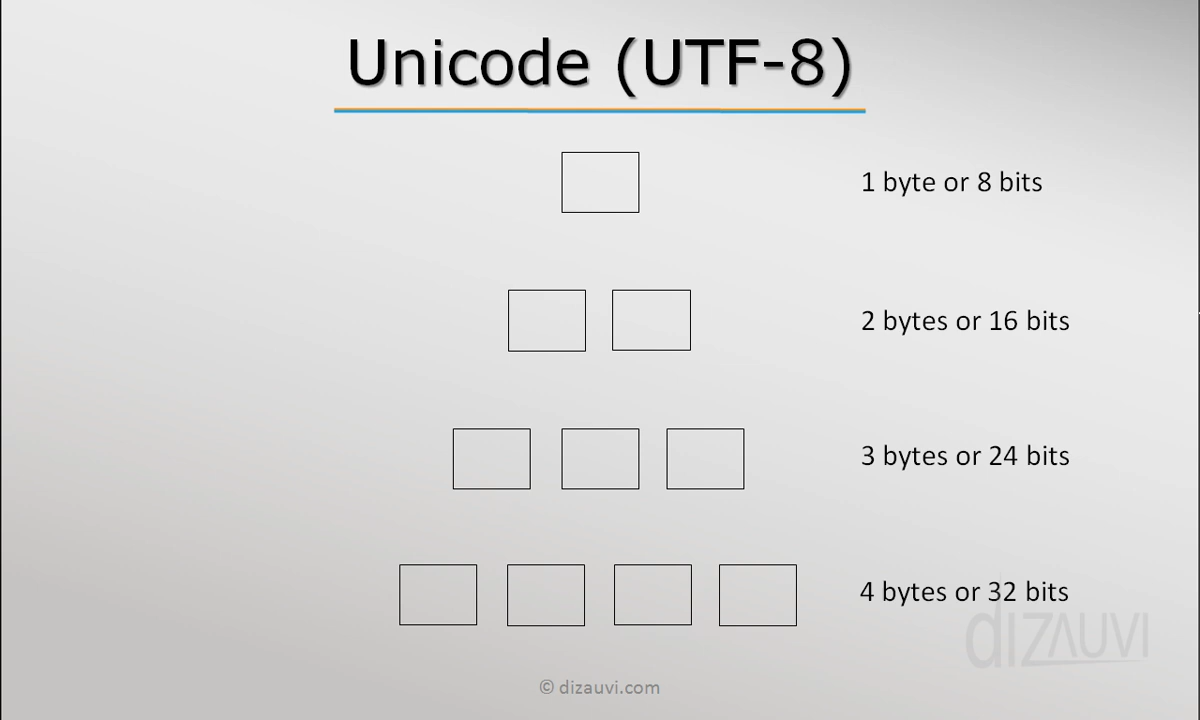 Unicode (UTF-8)
1 byte or 8 bits
2 bytes or 16 bits
3 bytes or 24 bits
4 bytes or 32 bits
dizAUVI
© dizauvi.com